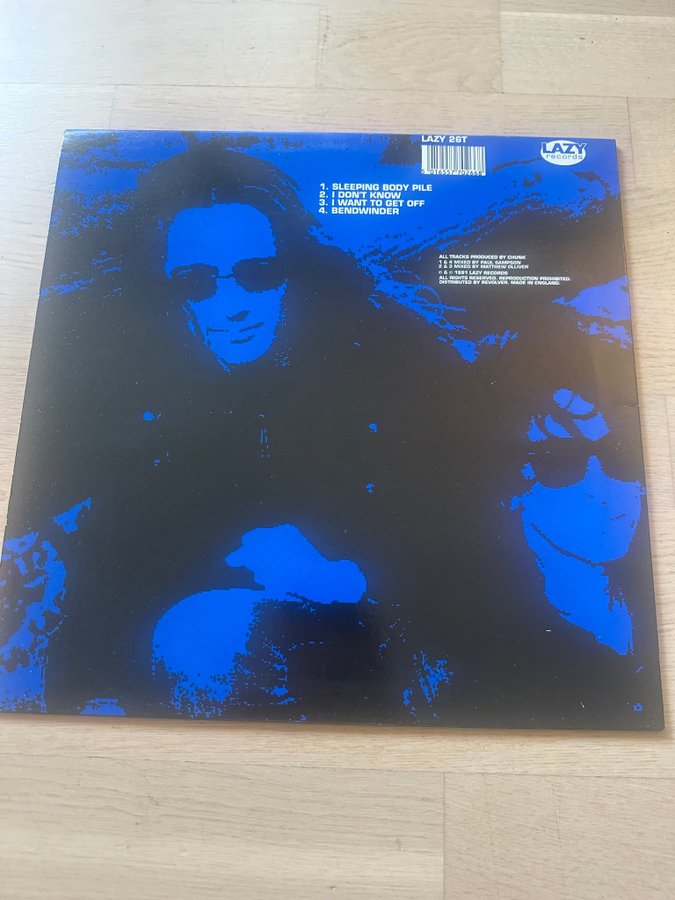 LAZY 26T
LAZY
records
1. SLEEPING BODY PILE
2. I DON'T KNOW
3. I WANT TO GET OFF
4. BENDWINDER
ALL TRACKS PRODUCED BY CHUNK
1 & 4 MIXED BY PAUL SAMPSON
2 & 3 MIXED BY MATTHEW OLLIVER
℗ & © 1991 LAZY RECORDS
ALL RIGHTS RESERVED. REPRODUCTION PROHIBITED.
DISTRIBUTED BY REVOLVER. MADE IN ENGLAND.